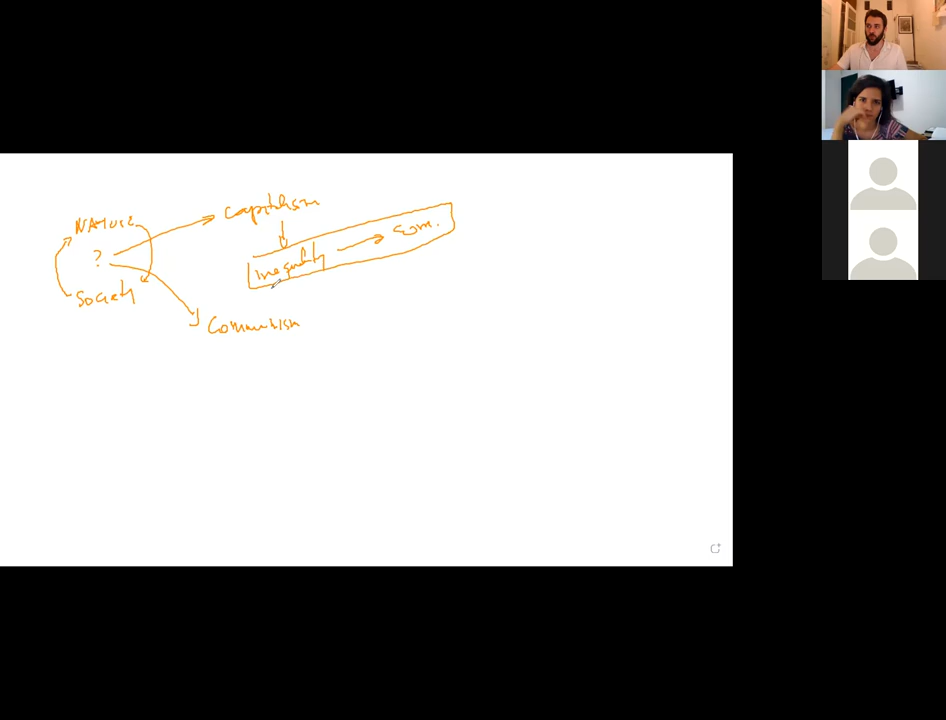 Capitalism
NATURE
?
Society
inequality
com.
Communism